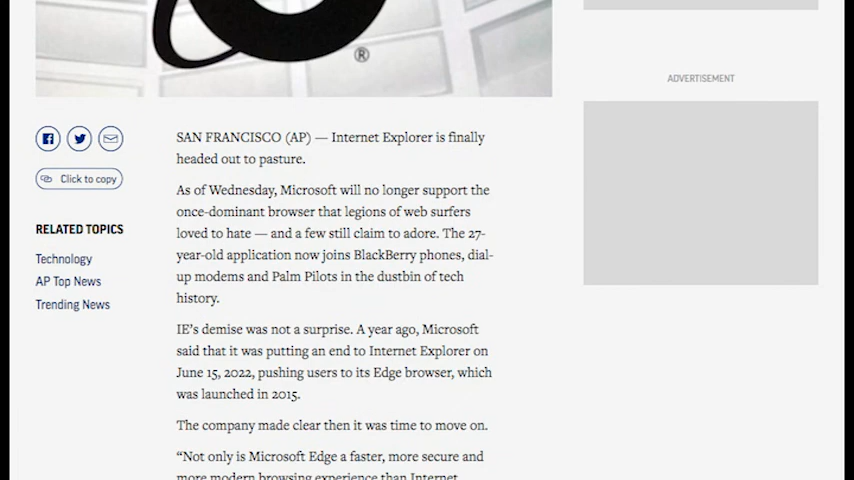 ®
ADVERTISEMENT
Click to copy
RELATED TOPICS
Technology
AP Top News
Trending News
SAN FRANCISCO (AP) — Internet Explorer is finally
headed out to pasture.
As of Wednesday, Microsoft will no longer support the
once-dominant browser that legions of web surfers
loved to hate — and a few still claim to adore. The 27-
year-old application now joins BlackBerry phones, dial-
up modems and Palm Pilots in the dustbin of tech
history.
IE’s demise was not a surprise. A year ago, Microsoft
said that it was putting an end to Internet Explorer on
June 15, 2022, pushing users to its Edge browser, which
was launched in 2015.
The company made clear then it was time to move on.
“Not only is Microsoft Edge a faster, more secure and
more modern browsing experience than Internet